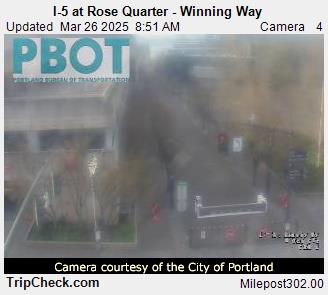 I-5 at Rose Quarter - Winning Way
Updated Mar 26 2025 8:51 AM Camera 4
PBOT
PORTLAND BUREAU OF TRANSPORTATION
Camera courtesy of the City of Portland
TripCheck.com Milepost302.00